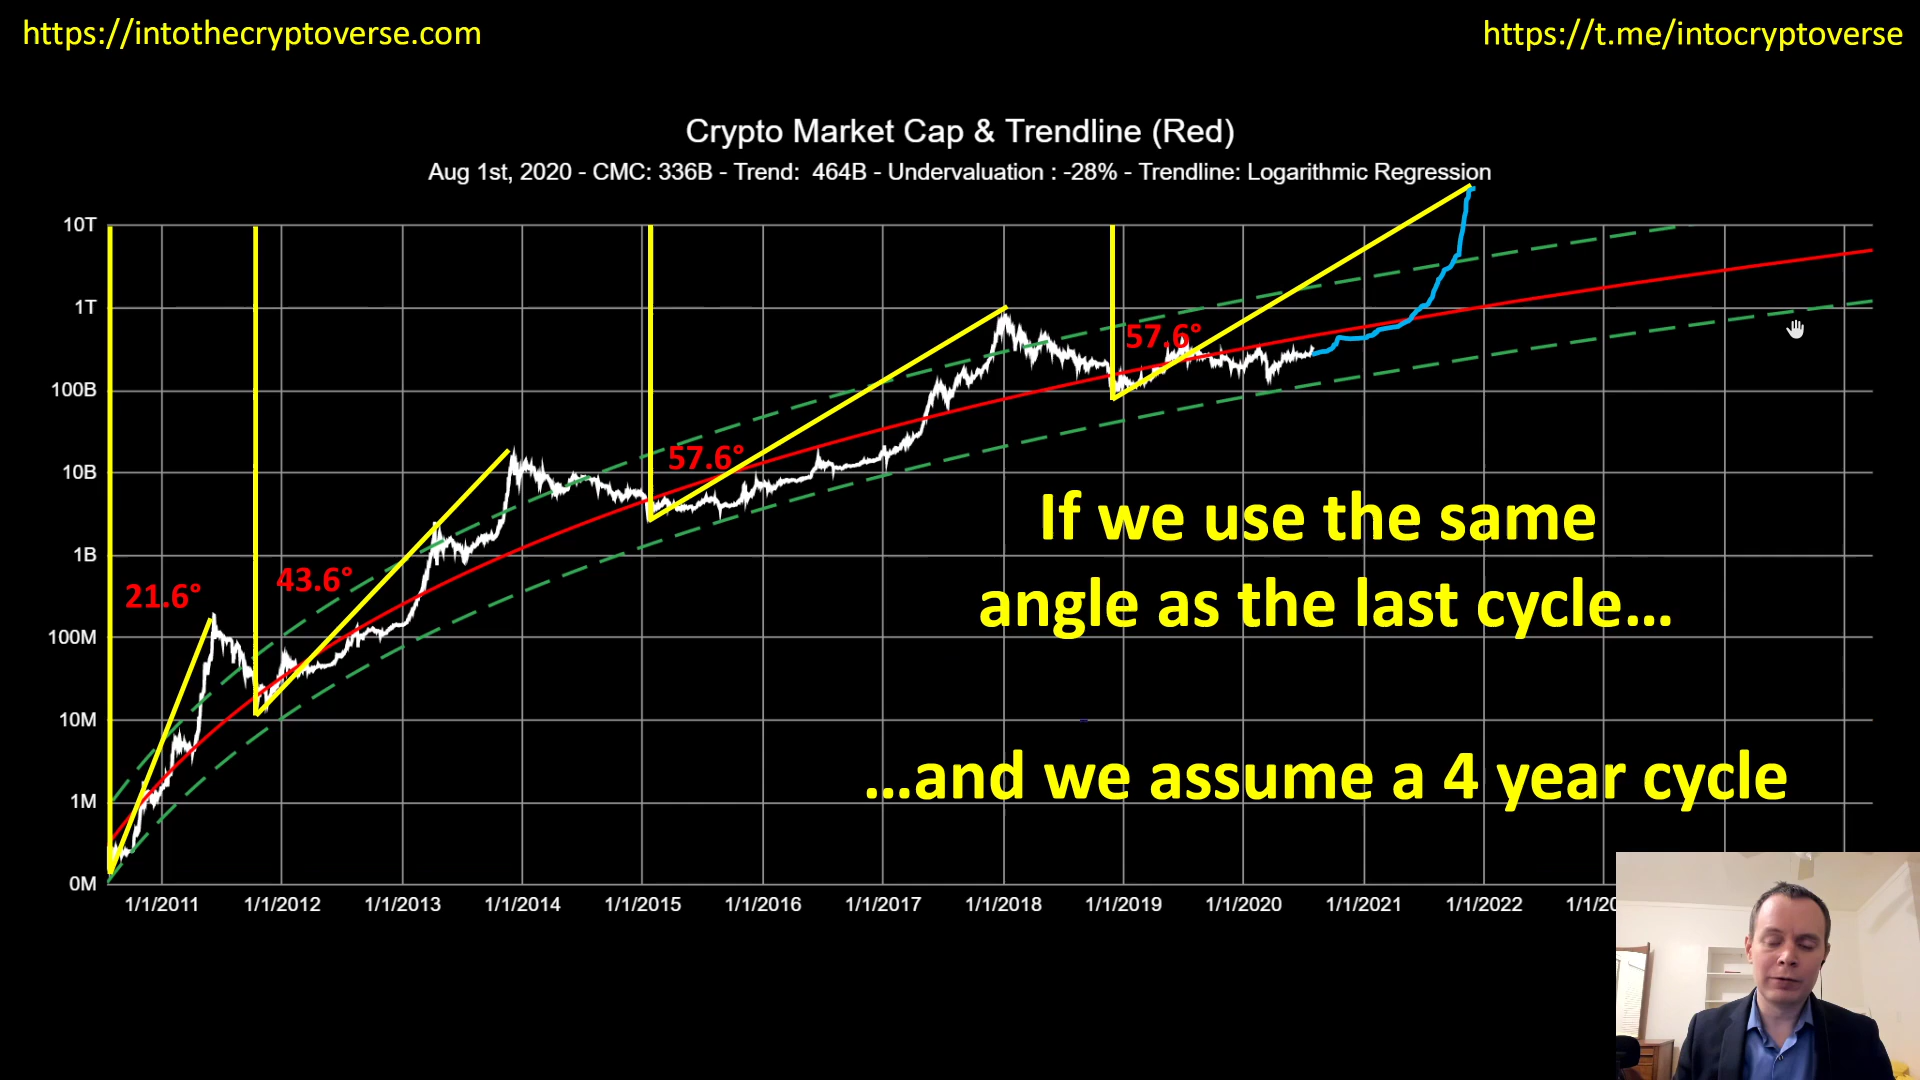 https://intothecryptoverse.com
https://t.me/intocryptoverse
Crypto Market Cap & Trendline (Red)
Aug 1st, 2020 - CMC: 336B - Trend: 464B - Undervaluation : -28% - Trendline: Logarithmic Regression
10T
1T
57.6°
100B
57.6°
10B
If we use the same
1B
43.6°
21.6°
angle as the last cycle...
100M
10M
...and we assume a 4 year cycle
1M
0M
1/1/2011 1/1/2012 1/1/2013 1/1/2014 1/1/2015 1/1/2016 1/1/2017 1/1/2018 1/1/2019 1/1/2020 1/1/2021 1/1/2022